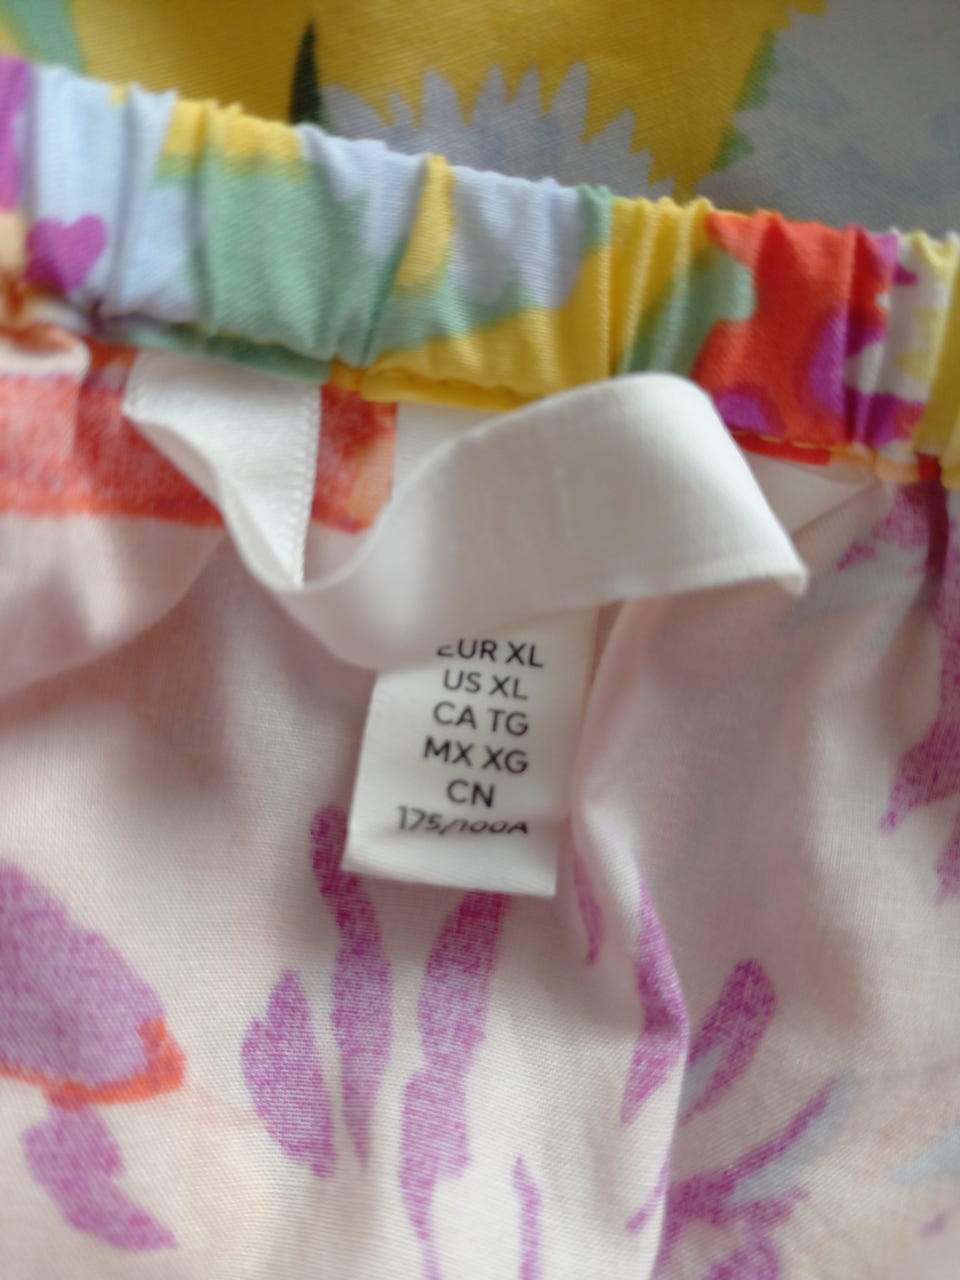 EUR XL
US XL
CA TG
MX XG
CN
175/100A